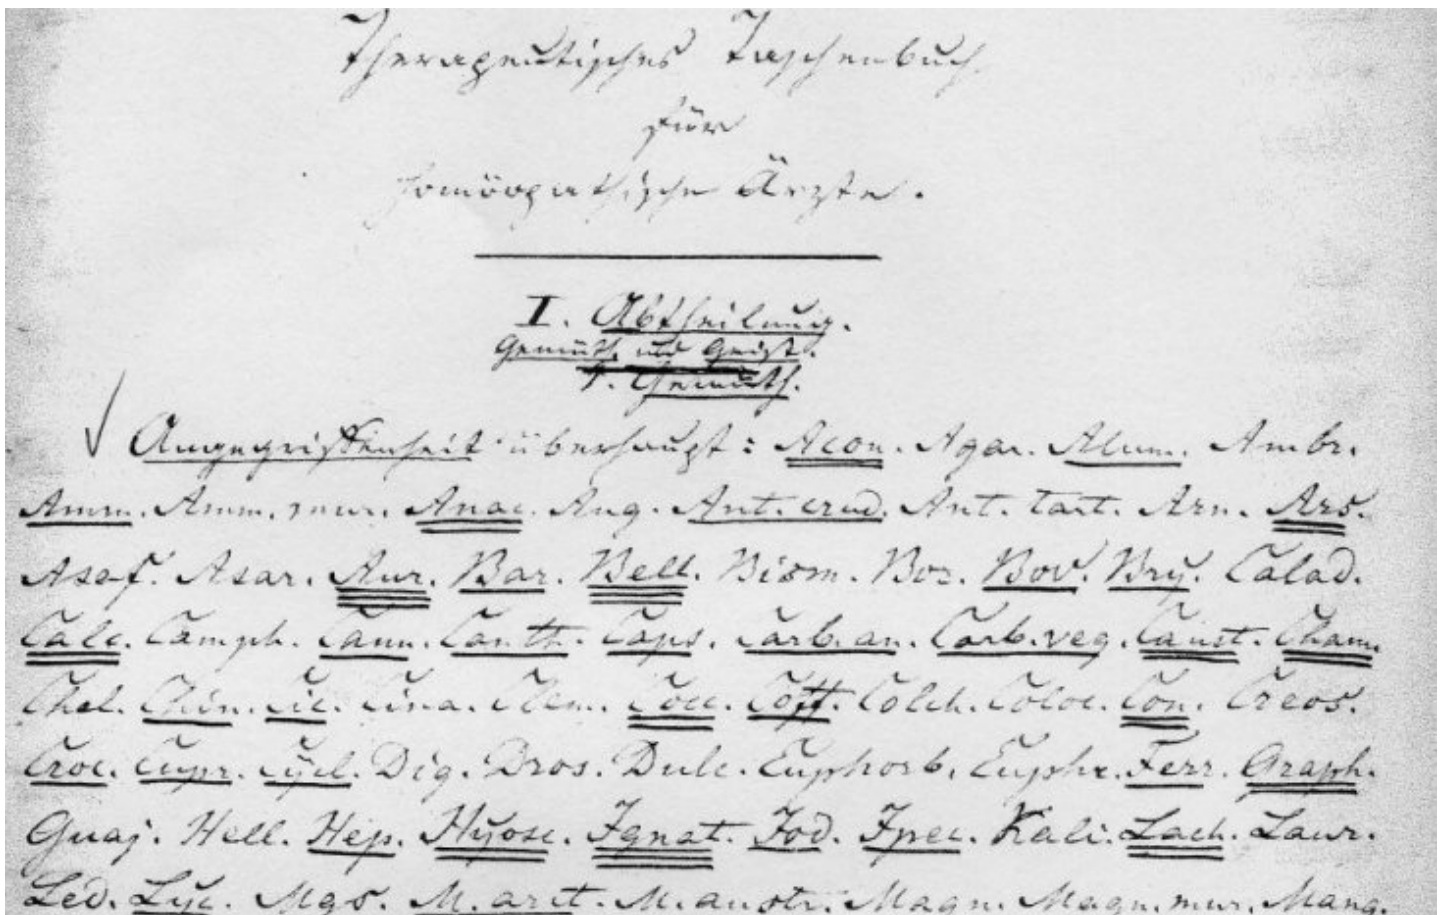 Therapeutisches Taschenbuch
für
homöopathische Ärzte.
I. Abtheilung.
Gemüth und Geist.
1. Gemüth.
Angegriffenheit überhaupt: Acon. Agar. Alum. Ambr.
Amm. Amm. mur. Anac. Ang. Ant. crud. Ant. tart. Arn. Ars.
Asaf. Asar. Aur. Bar. Bell. Bism. Bor. Bov. Bry. Calad.
Calc. Camph. Cann. Canth. Caps. Carb. an. Carb. veg. Caust. Cham.
Chel. Chin. Cic. Cina. Clem. Cocc. Coff. Colch. Coloc. Con. Creos.
Croc. Cupr. Cycl. Dig. Dros. Dulc. Euphorb. Euphr. Ferr. Graph.
Guaj. Hell. Hep. Hyosc. Ignat. Jod. Ipec. Kali. Lach. Laur.
Led. Lyc. Mgs. M. arct. M. austr. Magn. Magn. mur. Mang.